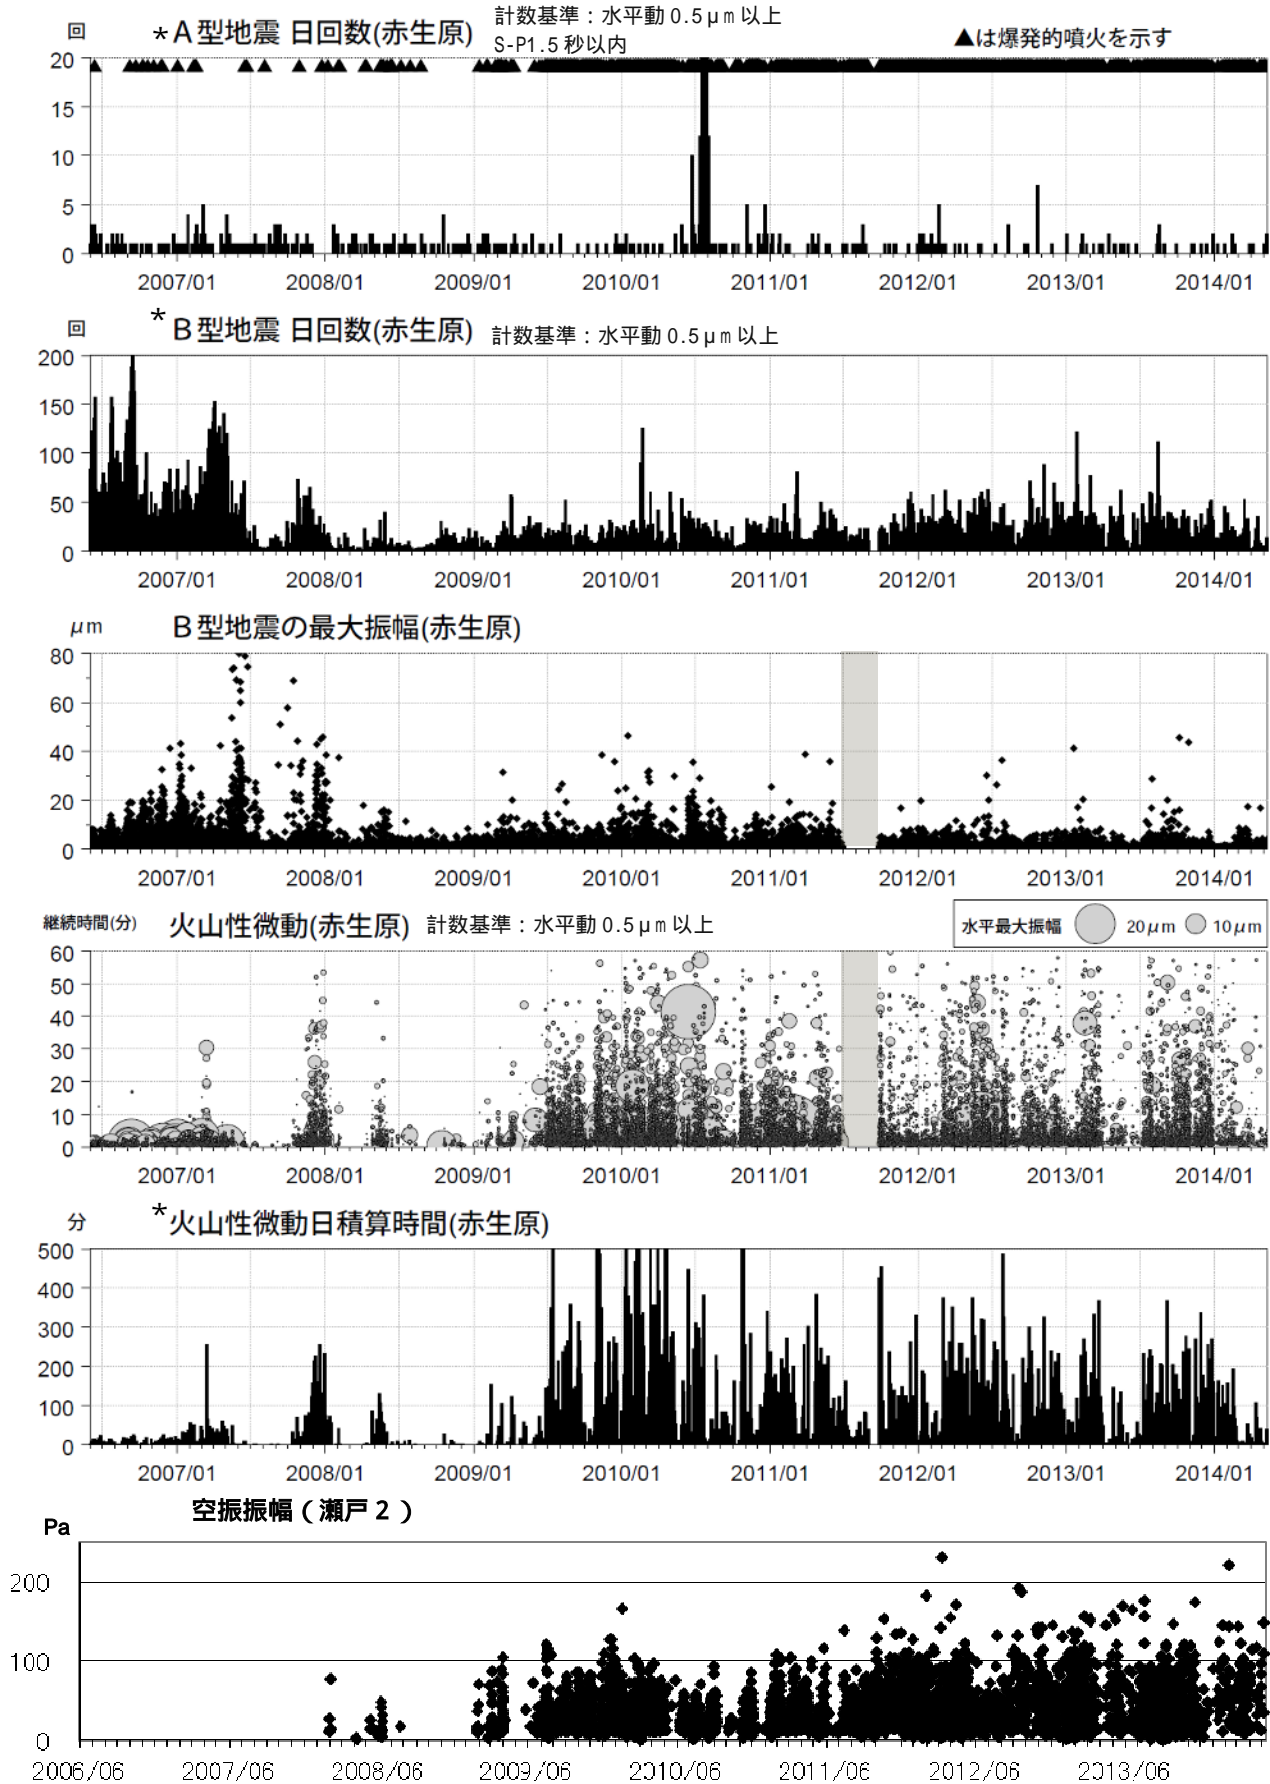 回 *A型地震 日回数(赤生原) 計数基準：水平動 0.5μm以上
S-P1.5秒以内
▲は爆発的噴火を示す
20
15
10
5
0
2007/01 2008/01 2009/01 2010/01 2011/01 2012/01 2013/01 2014/01
回 *B型地震 日回数(赤生原) 計数基準：水平動 0.5μm以上
200
150
100
50
0
2007/01 2008/01 2009/01 2010/01 2011/01 2012/01 2013/01 2014/01
μm B型地震の最大振幅(赤生原)
80
60
40
20
0
2007/01 2008/01 2009/01 2010/01 2011/01 2012/01 2013/01 2014/01
継続時間(分) 火山性微動(赤生原) 計数基準：水平動 0.5μm以上
水平最大振幅 20μm 10μm
60
50
40
30
20
10
0
2007/01 2008/01 2009/01 2010/01 2011/01 2012/01 2013/01 2014/01
分 *火山性微動日積算時間(赤生原)
500
400
300
200
100
0
2007/01 2008/01 2009/01 2010/01 2011/01 2012/01 2013/01 2014/01
空振振幅（瀬戸２）
Pa
200
100
0
2006/06 2007/06 2008/06 2009/06 2010/06 2011/06 2012/06 2013/06